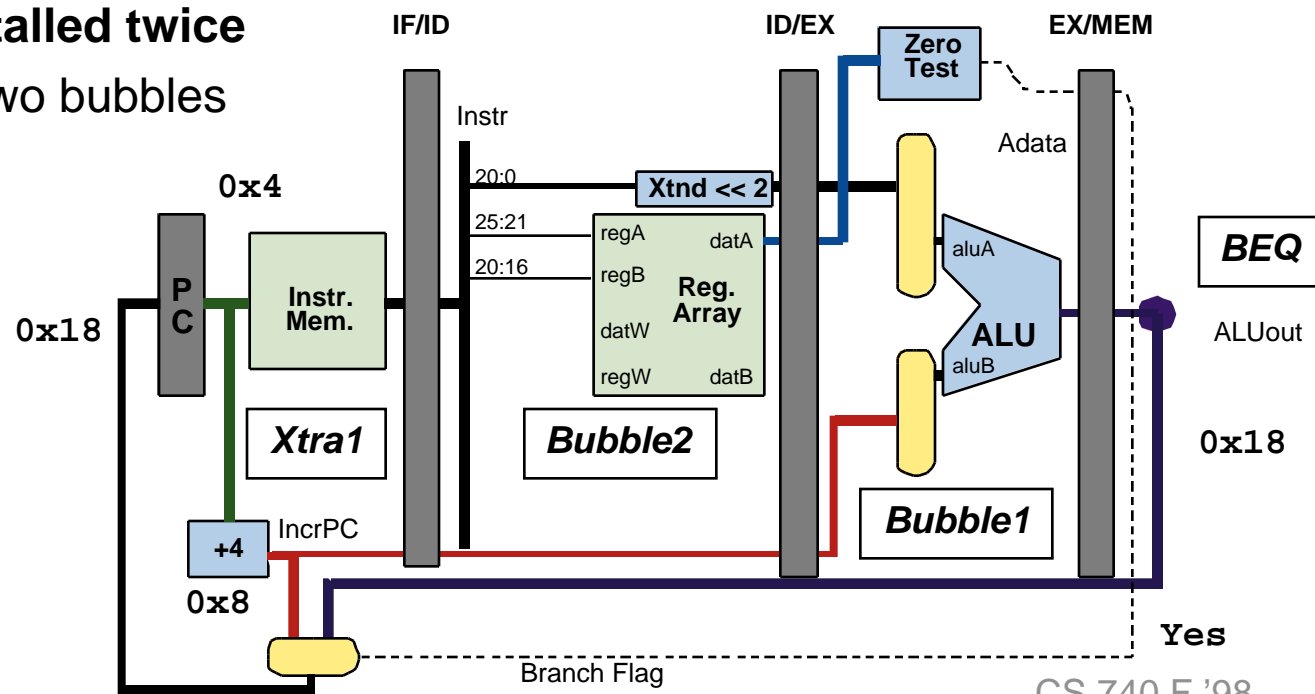 talled twice
wo bubbles
IF/ID
ID/EX
EX/MEM
Zero
Test
Instr
Adata
0x4
20:0
Xtnd << 2
25:21
regA
datA
aluA
BEQ
20:16
regB
P
C
Instr.
Mem.
Reg.
Array
0x18
datW
ALU
ALUout
aluB
regW
datB
Xtra1
Bubble2
0x18
Bubble1
IncrPC
+4
0x8
Yes
Branch Flag
CS 740 F '98